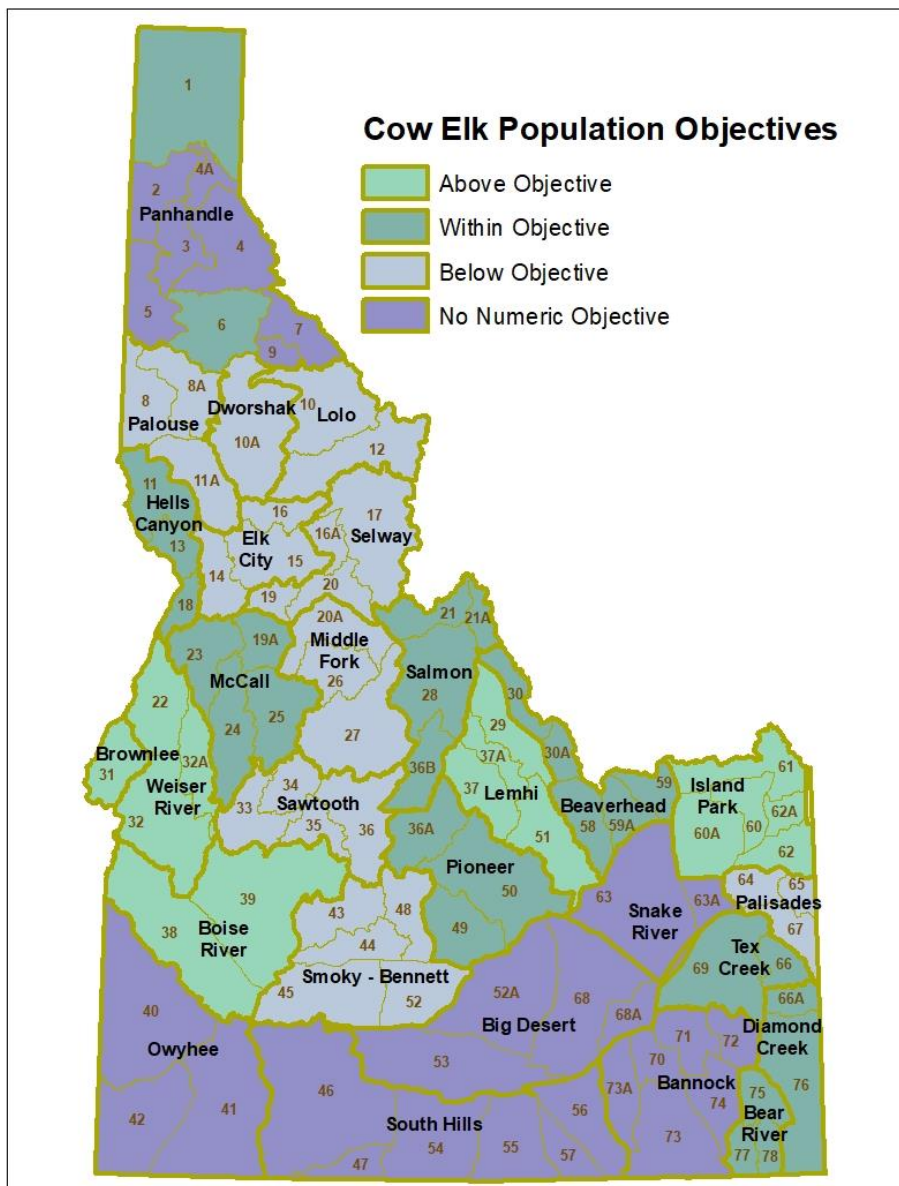 Cow Elk Population Objectives
Above Objective
Within Objective
Below Objective
No Numeric Objective
1
4A
2
Panhandle
3
4
5
6
7
9
8A
8
Palouse
Dworshak
10A
10
Lolo
12
11
Hells
Canyon
13
11A
16
Elk
City
15
14
16A
17
Selway
18
19
20
20A
Middle
Fork
26
27
21
21A
Salmon
28
36B
30
30A
23
19A
McCall
24
25
22
Brownlee
31
32A
Weiser
River
32
29
37A
37
Lemhi
51
34
33
Sawtooth
35
36
59
Beaverhead
58
59A
61
Island
Park
62A
60
60A
62
36A
Pioneer
50
49
39
38
Boise
River
43
48
44
Smoky - Bennett
45
52
63
63A
Snake
River
64
65
Palisades
67
Tex
Creek
69
66
66A
Diamond
Creek
76
40
Owyhee
42
41
52A
68
68A
Big Desert
53
46
South Hills
47
54
55
56
57
71
72
70
73A
Bannock
74
73
75
Bear
River
77
78